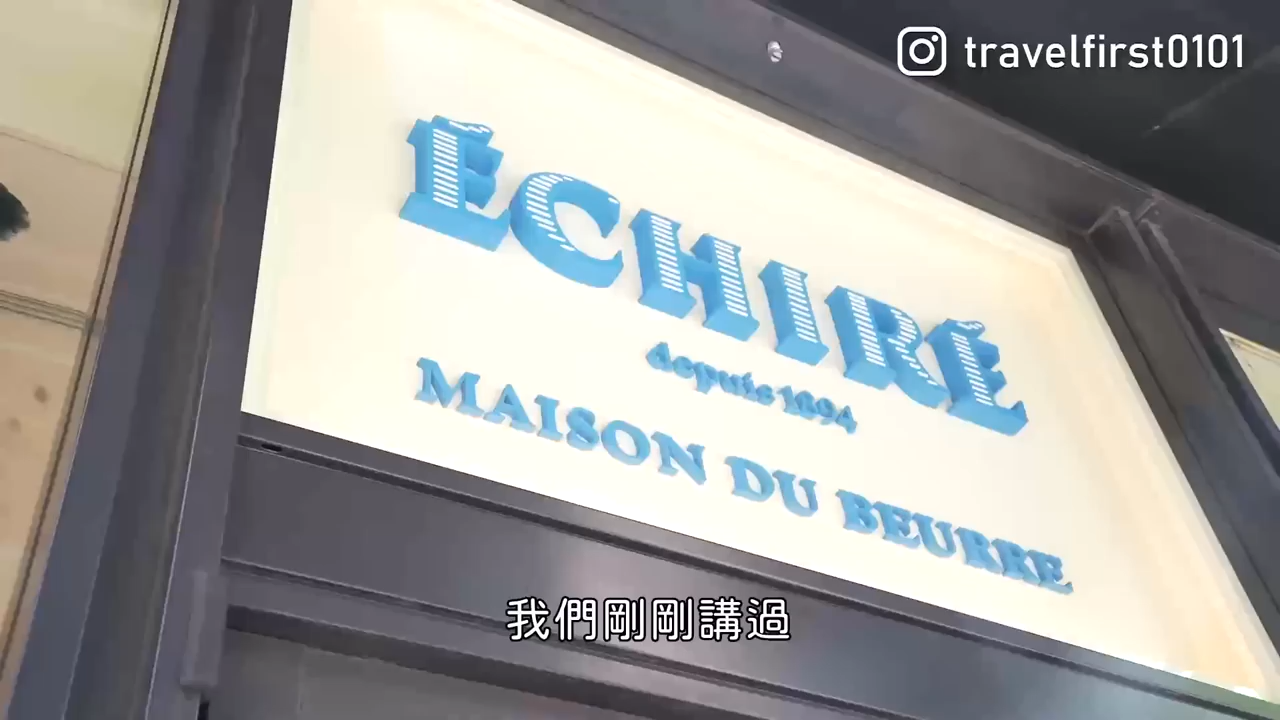 travelfirst0101
ÉCHIRÉ
depuis 1894
MAISON DU BEURRE
我們剛剛講過